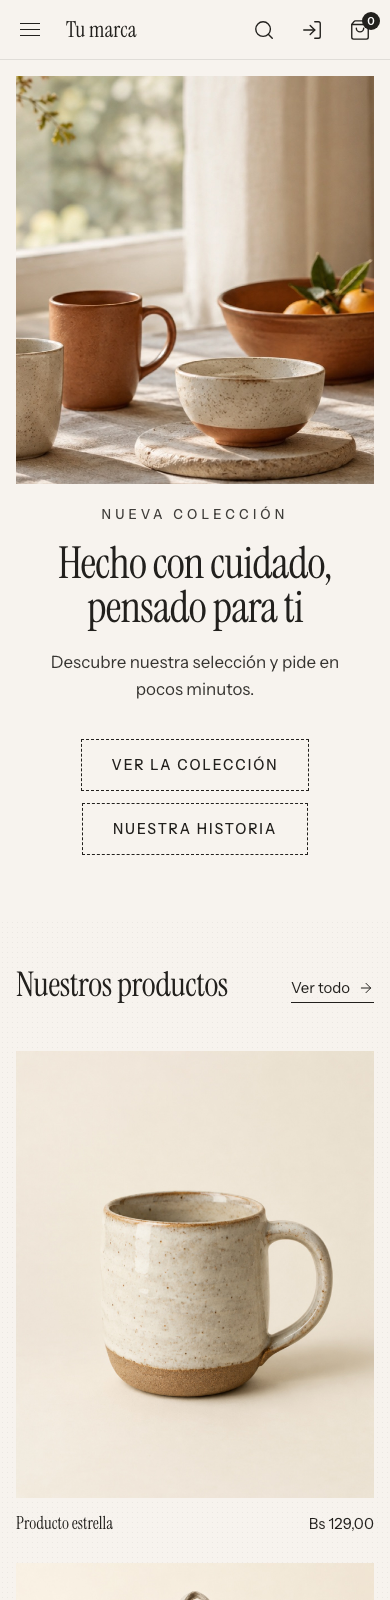 Tu marca
0
NUEVA COLECCIÓN
Hecho con cuidado,
pensado para ti
Descubre nuestra selección y pide en
pocos minutos.
VER LA COLECCIÓN
NUESTRA HISTORIA
Nuestros productos
Ver todo
Producto estrella
Bs 129,00